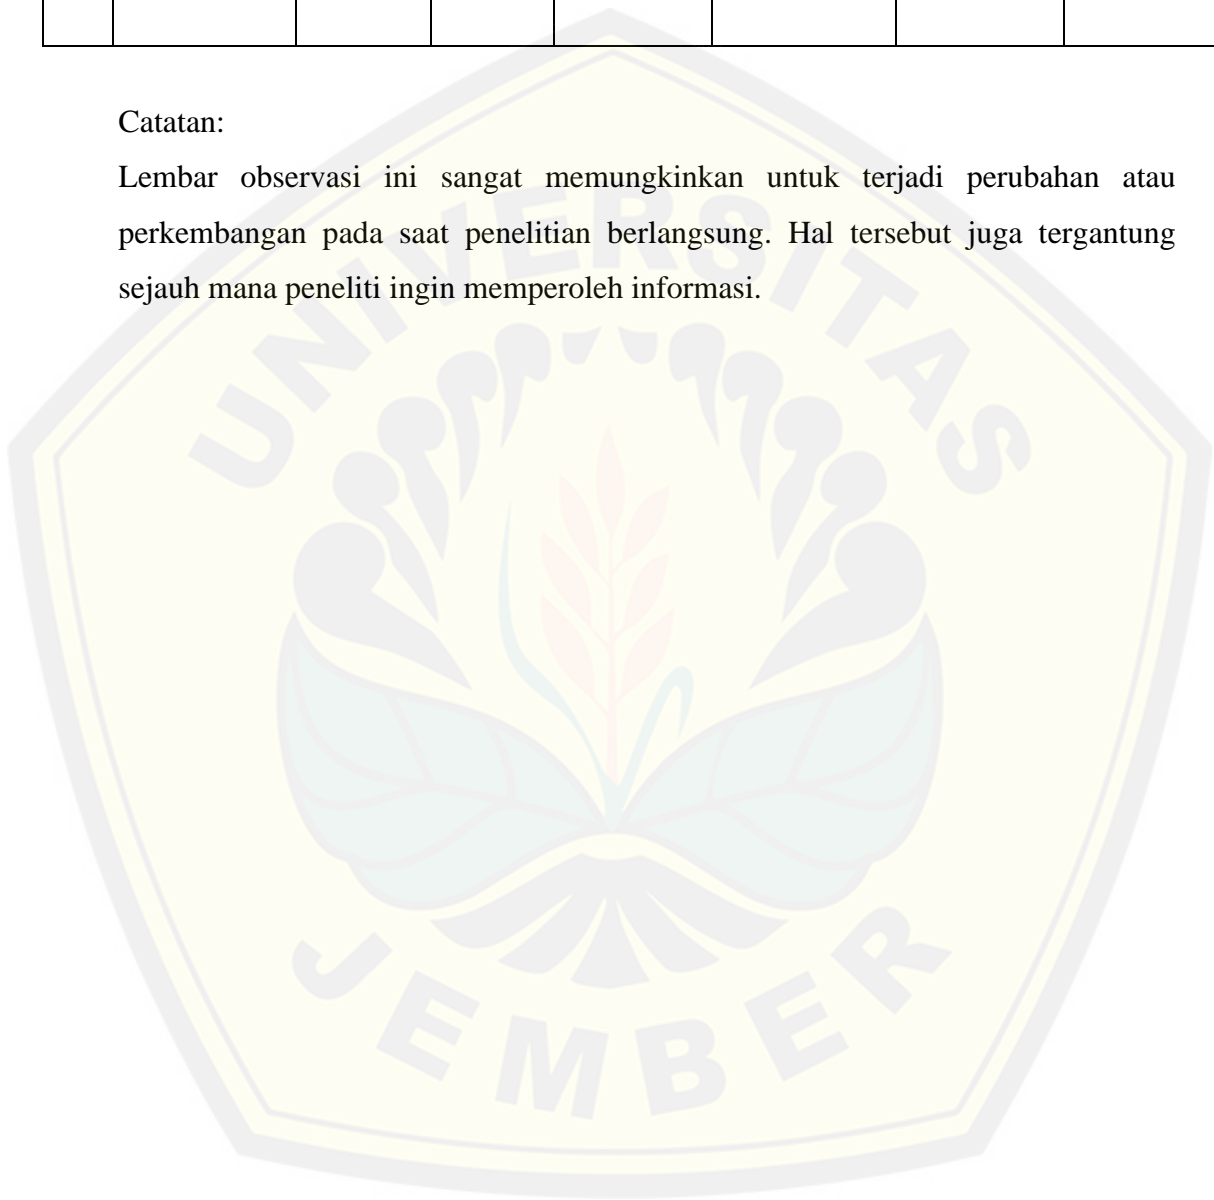 Catatan:
Lembar observasi ini sangat memungkinkan untuk terjadi perubahan atau
perkembangan pada saat penelitian berlangsung. Hal tersebut juga tergantung
sejauh mana peneliti ingin memperoleh informasi.
UNIVERSITAS
JEMBER